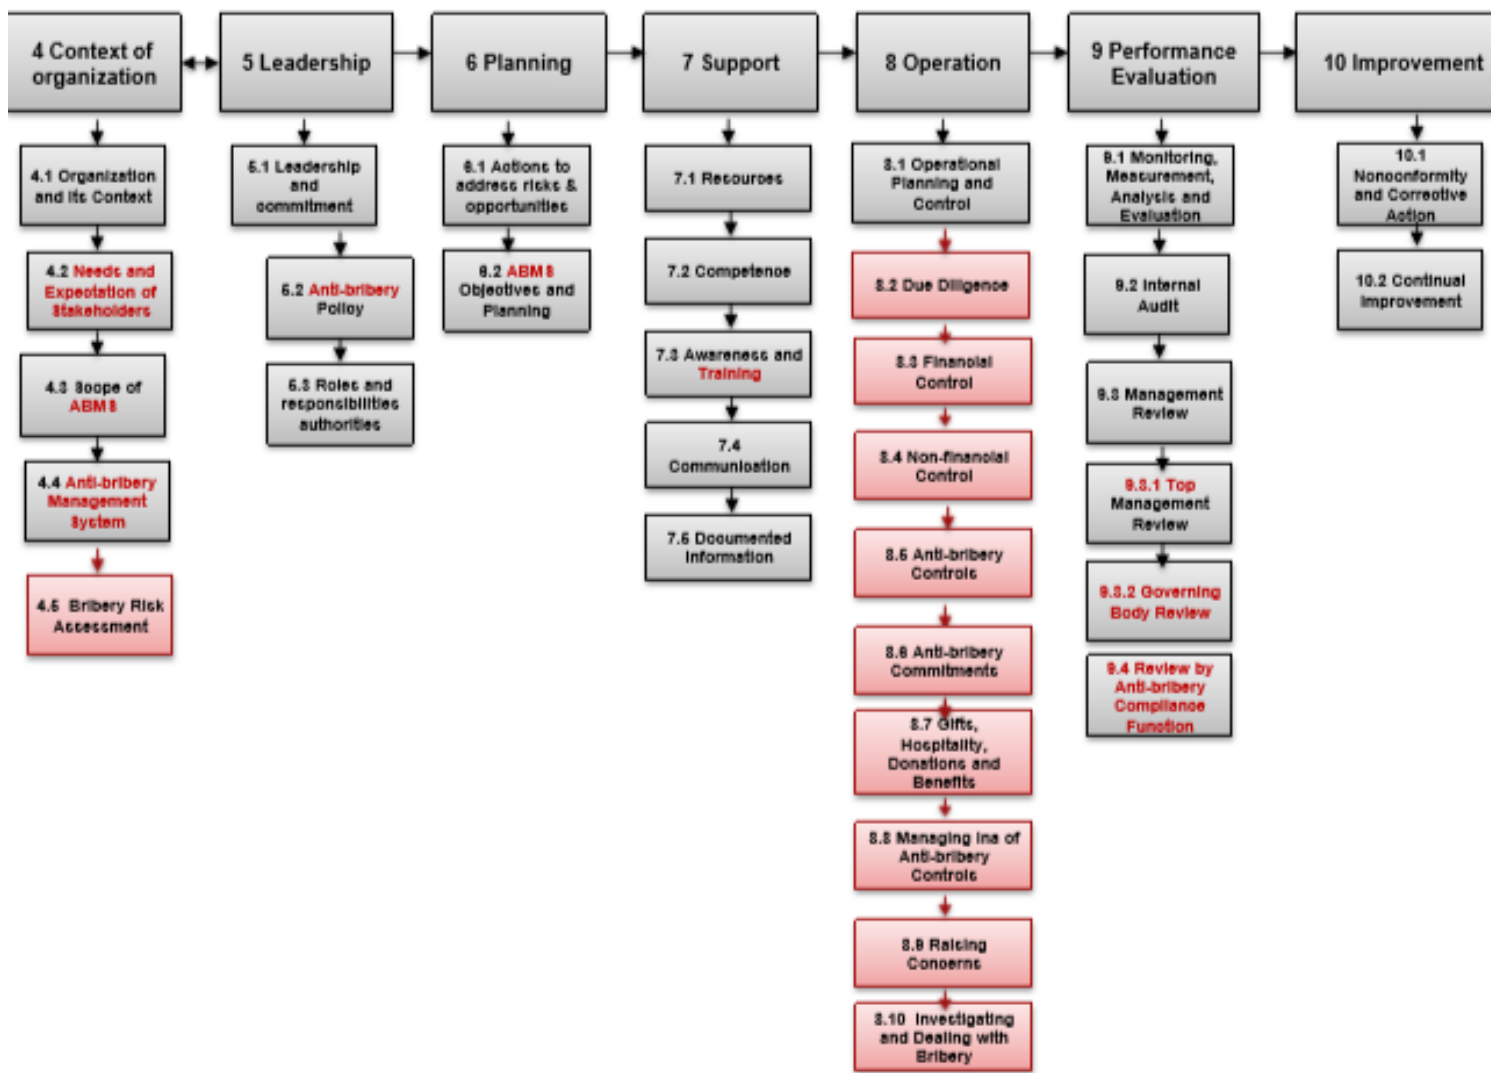 4 Context of
organization
5 Leadership
6 Planning
7 Support
8 Operation
9 Performance
Evaluation
10 Improvement
4.1 Organization
and its Context
4.2 Needs and
Expectation of
Stakeholders
4.3 Scope of
ABMS
4.4 Anti-bribery
Management
System
4.5 Bribery Risk
Assessment
5.1 Leadership
and
commitment
5.2 Anti-bribery
Policy
5.3 Roles and
responsibilities
authorities
6.1 Actions to
address risks &
opportunities
6.2 ABMS
Objectives and
Planning
7.1 Resources
7.2 Competence
7.3 Awareness and
Training
7.4
Communication
7.5 Documented
Information
8.1 Operational
Planning and
Control
8.2 Due Diligence
8.3 Financial
Control
8.4 Non-financial
Control
8.5 Anti-bribery
Controls
8.6 Anti-bribery
Commitments
8.7 Gifts,
Hospitality,
Donations and
Benefits
8.8 Managing Ina of
Anti-bribery
Controls
8.9 Raising
Concerns
8.10 Investigating
and Dealing with
Bribery
9.1 Monitoring,
Measurement,
Analysis and
Evaluation
9.2 Internal
Audit
9.3 Management
Review
9.3.1 Top
Management
Review
9.3.2 Governing
Body Review
9.4 Review by
Anti-bribery
Compliance
Function
10.1
Nonconformity
and Corrective
Action
10.2 Continual
Improvement